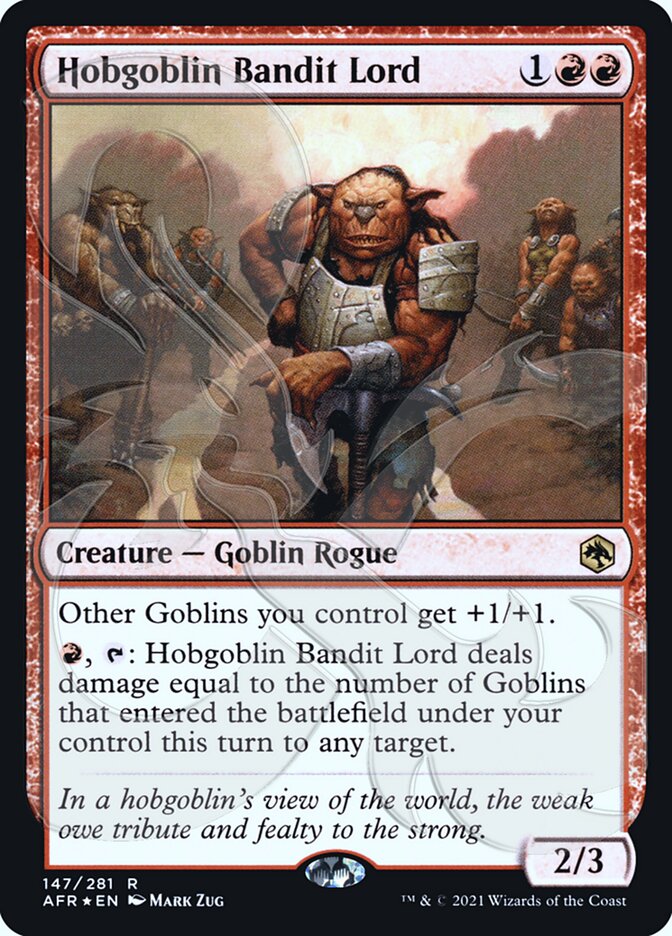 Hobgoblin Bandit Lord 1
Creature — Goblin Rogue
Other Goblins you control get +1/+1.
, : Hobgoblin Bandit Lord deals
damage equal to the number of Goblins
that entered the battlefield under your
control this turn to any target.
In a hobgoblin's view of the world, the weak
owe tribute and fealty to the strong.
2/3
147/281 R
AFR★EN Mark Zug
™ & © 2021 Wizards of the Coast